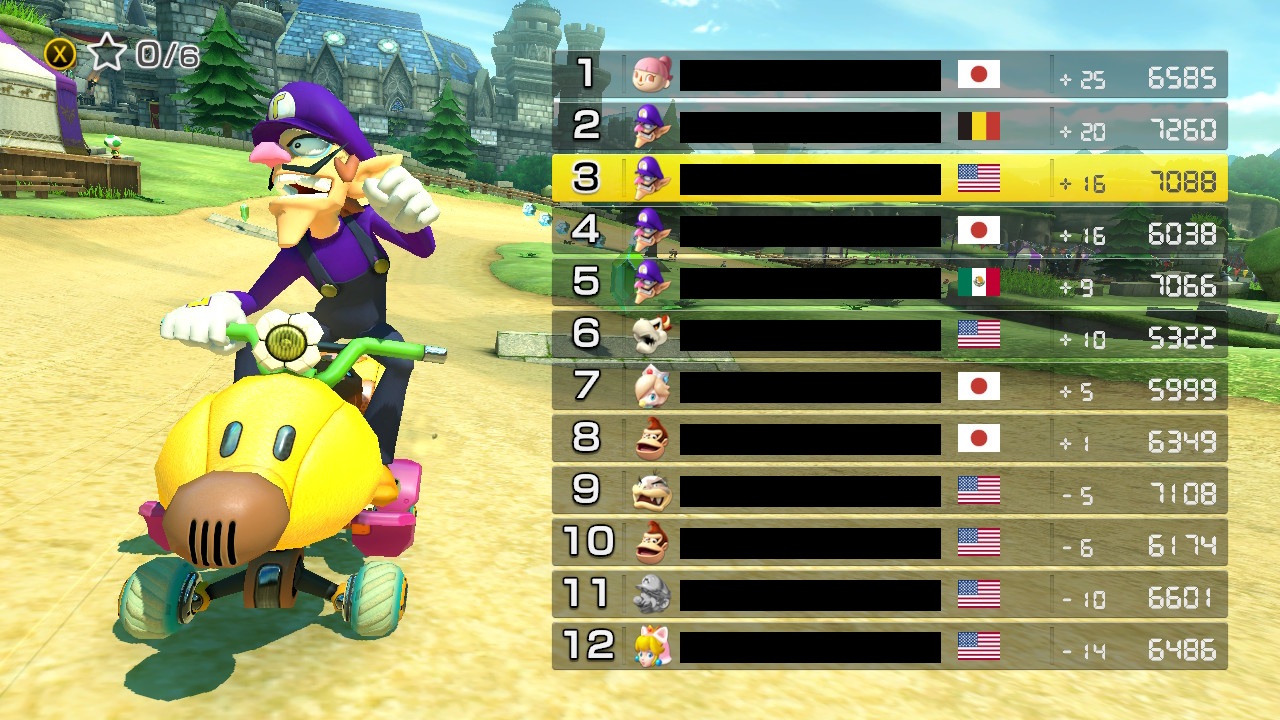 X 0/6
1 + 25 6585
2 + 20 7260
3 + 16 7088
4 + 16 6038
5 + 9 7066
6 + 10 5322
7 + 5 5999
8 + 1 6349
9 - 5 7108
10 - 6 6174
11 - 10 6601
12 - 14 6486